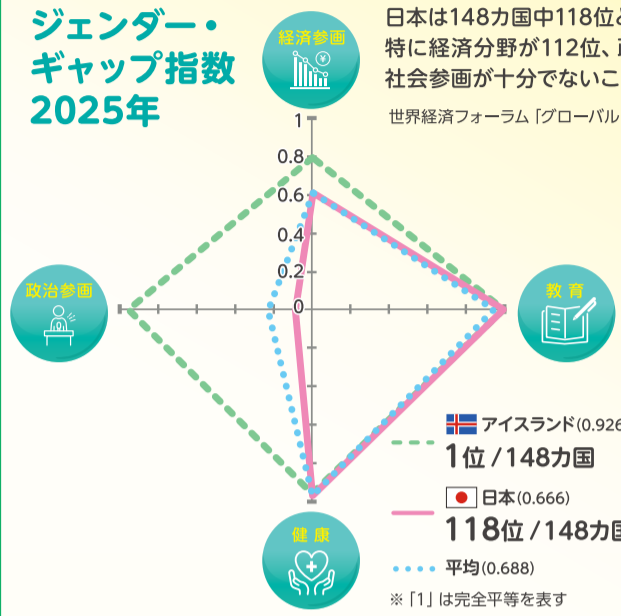 ジェンダー・
ギャップ指数
2025年
経済参画
日本は148カ国中118位
特に経済分野が112位、
社会参画が十分でないこ
世界経済フォーラム「グローバル
1
0.8
0.6
0.4
0.2
0
政治参画
教育
アイスランド(0.926
1位 / 148カ国
日本(0.666)
118位 / 148カ国
健康
平均(0.688)
※「1」は完全平等を表す